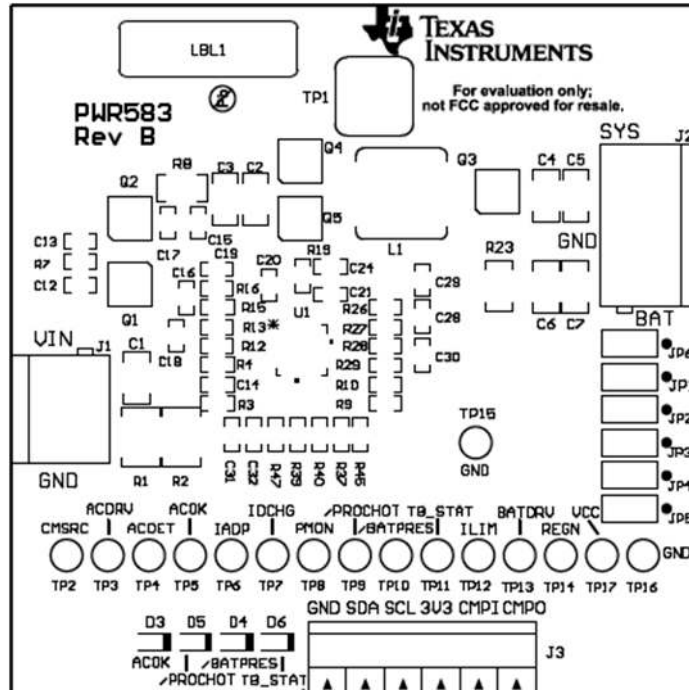 TEXAS
INSTRUMENTS
LBL1
TP1
For evaluation only;
not FCC approved for resale.
PWR583
Rev B
SYS
J2
Q4
Q3
C4 C5
R8
C3 C2
Q2
Q5
C17
C15
L1
GND
R23
C13
R7
C12
C19
C20
R19
C24
C16
R16
C21
C29
Q1
R15
U1
R26
C28
C6 C7
BAT
VIN
J1
C1
C18
R13
R27
R12
R28
C30
JP6
R4
R29
C14
R10
JP1
R3
R9
TP15
JP2
GND
GND
R1 R2
C31 C32 R47 R39 R40 R37 R45
JP3
JP4
JP5
ACDRV ACOK IDCHG /PROCHOT TB_STAT BATDRV VCC
CMSRC ACDET IADP PMON /BATPRES ILIM REGN
GND
TP2 TP3 TP4 TP5 TP6 TP7 TP8 TP9 TP10 TP11 TP12 TP13 TP14 TP17 TP16
GND SDA SCL 3V3 CMPI CMPO
D3 D5 D4 D6
J3
ACOK /BATPRES
/PROCHOT TB_STAT